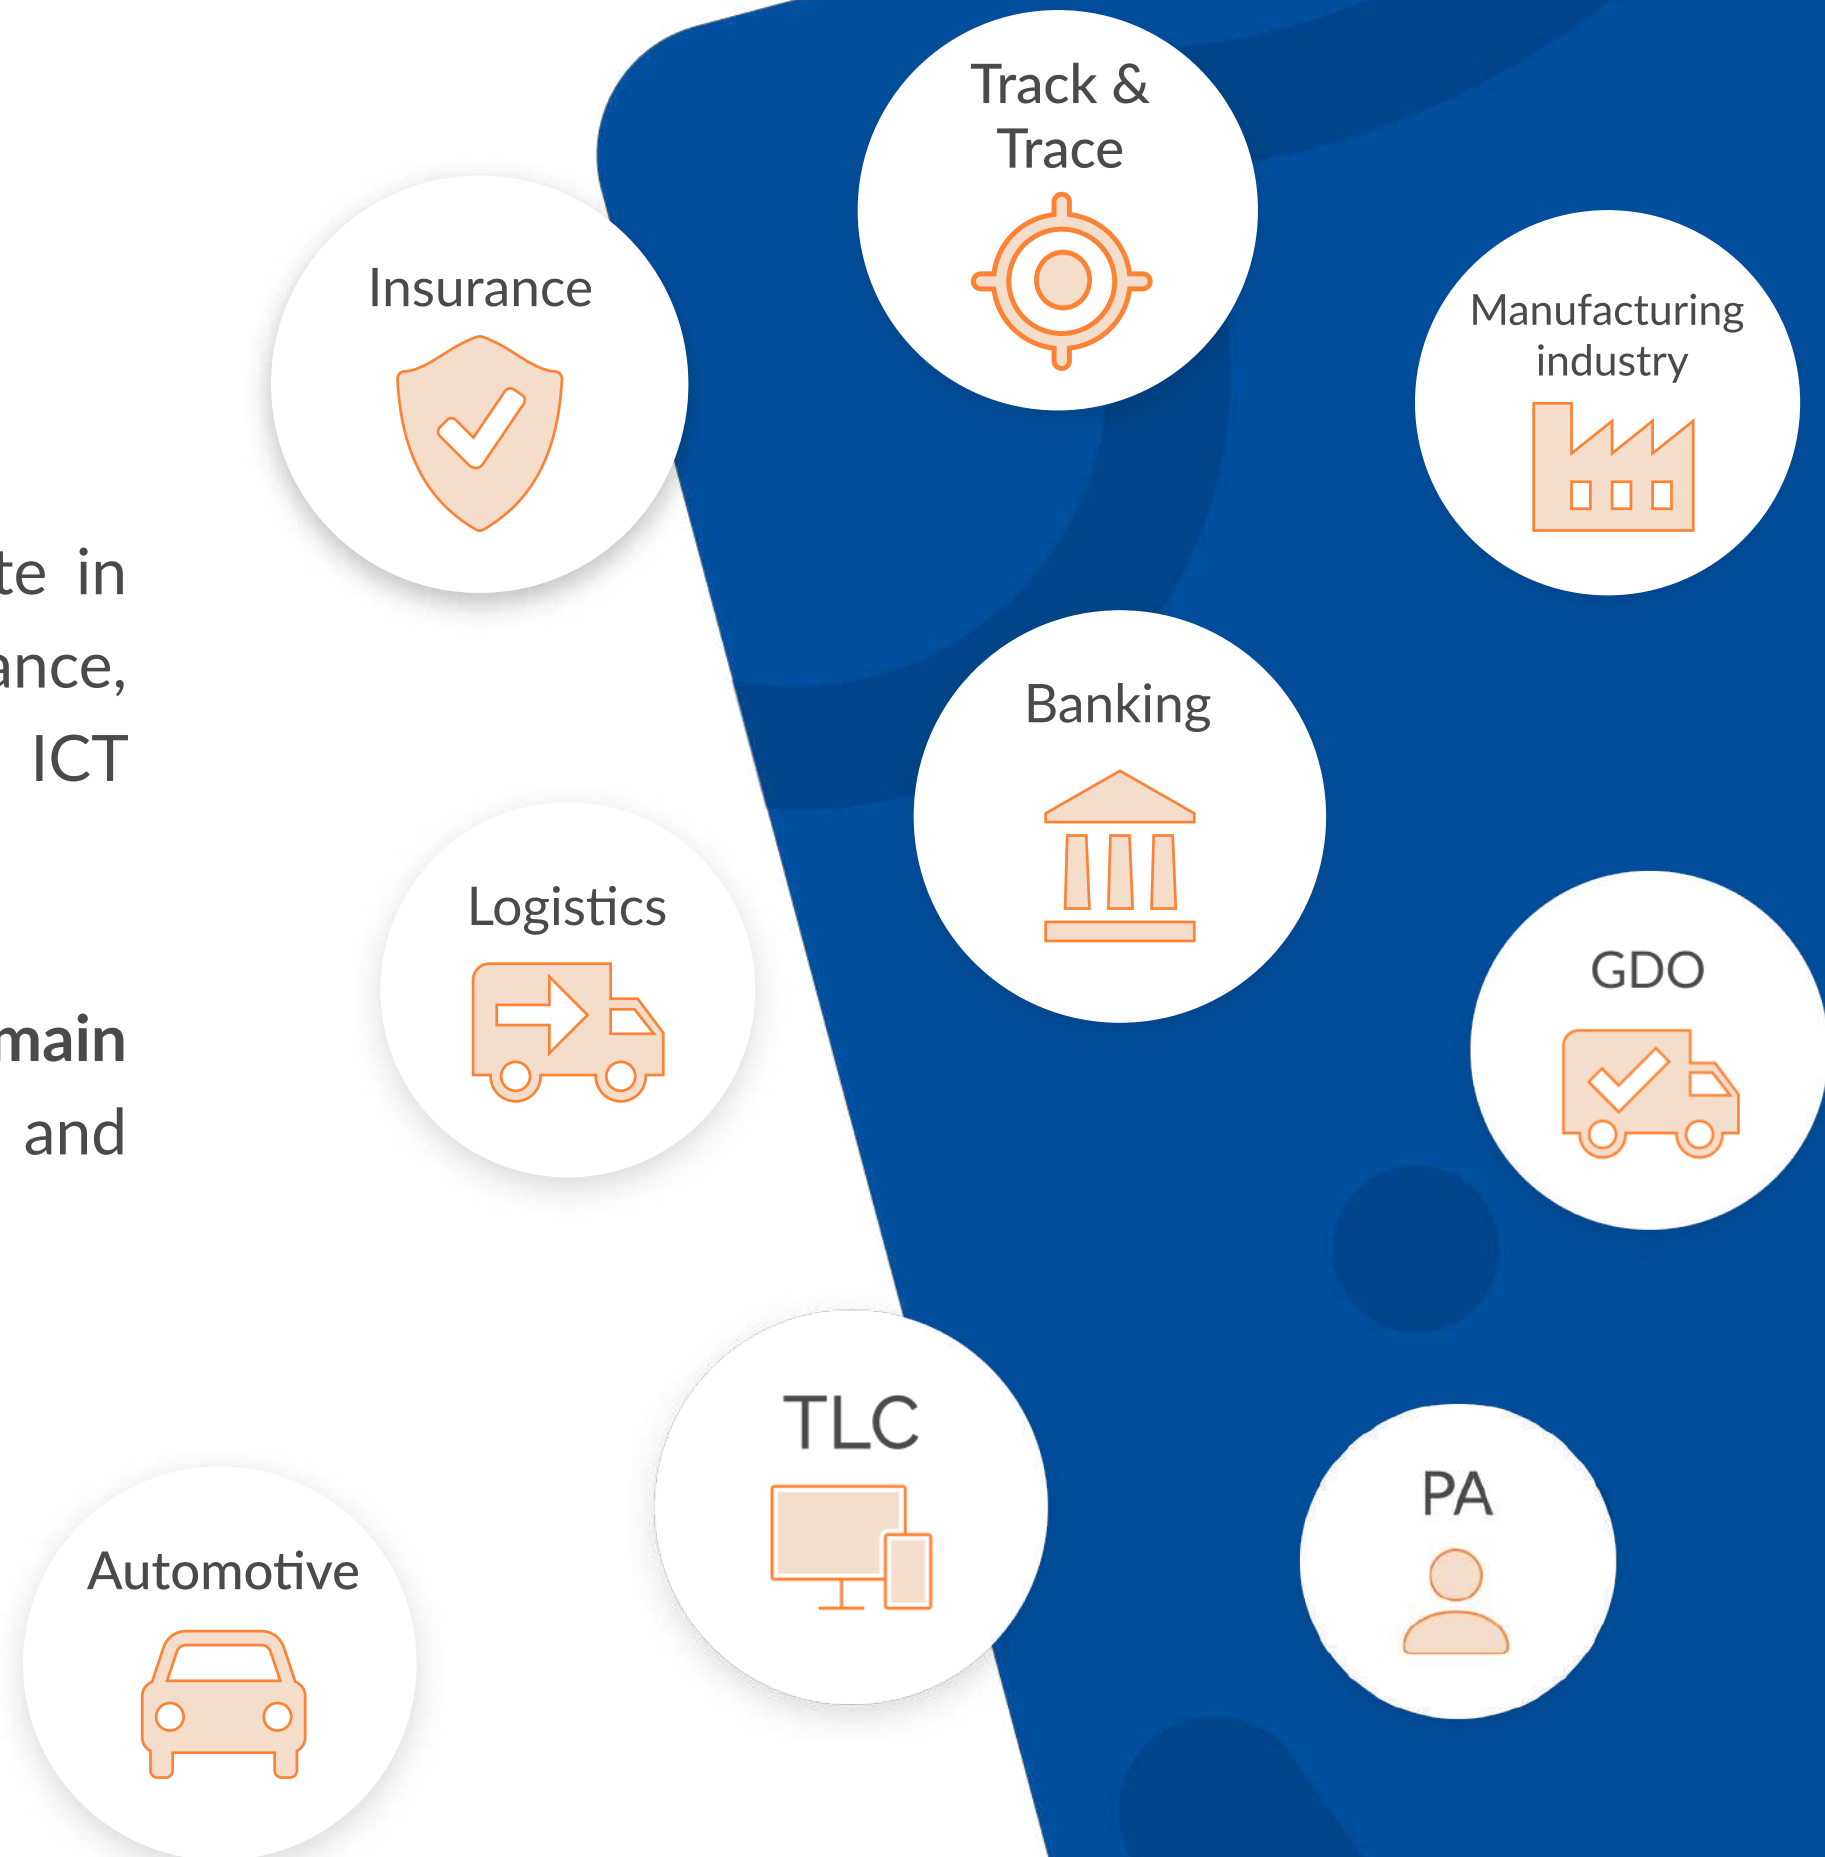 te in
ance,
ICT
main
and
Track &
Trace
Insurance
Manufacturing
industry
Banking
Logistics
GDO
TLC
PA
Automotive